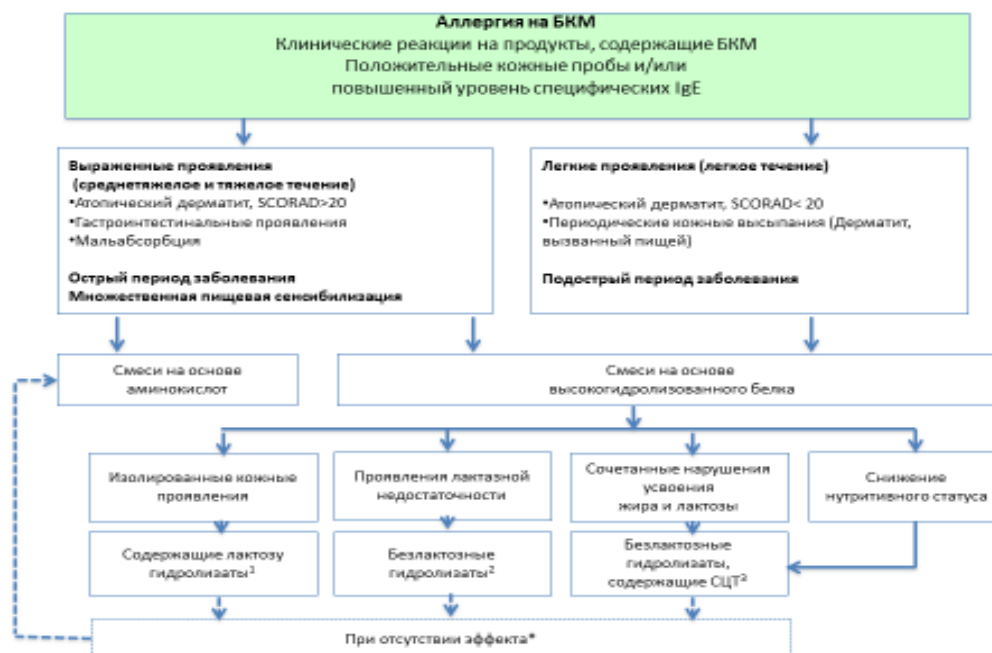 Аллергия на БКМ
Клинические реакции на продукты, содержащие БКМ
Положительные кожные пробы и/или
повышенный уровень специфических IgE
Выраженные проявления
(среднетяжелое и тяжелое течение)
•Атопический дерматит, SCORAD>20
•Гастроинтестинальные проявления
•Мальабсорбция
Острый период заболевания
Множественная пищевая сенсибилизация
Легкие проявления (легкое течение)
•Атопический дерматит, SCORAD< 20
•Периодические кожные высыпания (Дерматит,
вызванный пищей)
Подострый период заболевания
Смеси на основе
аминокислот
Смеси на основе
высокогидролизованного белка
Изолированные кожные
проявления
Проявления лактазной
недостаточности
Сочетанные нарушения
усвоения
жира и лактозы
Снижение
нутритивного статуса
Содержащие лактозу
гидролизаты¹
Безлактозные
гидролизаты²
Безлактозные
гидролизаты,
содержащие СЦТ³
При отсутствии эффекта*